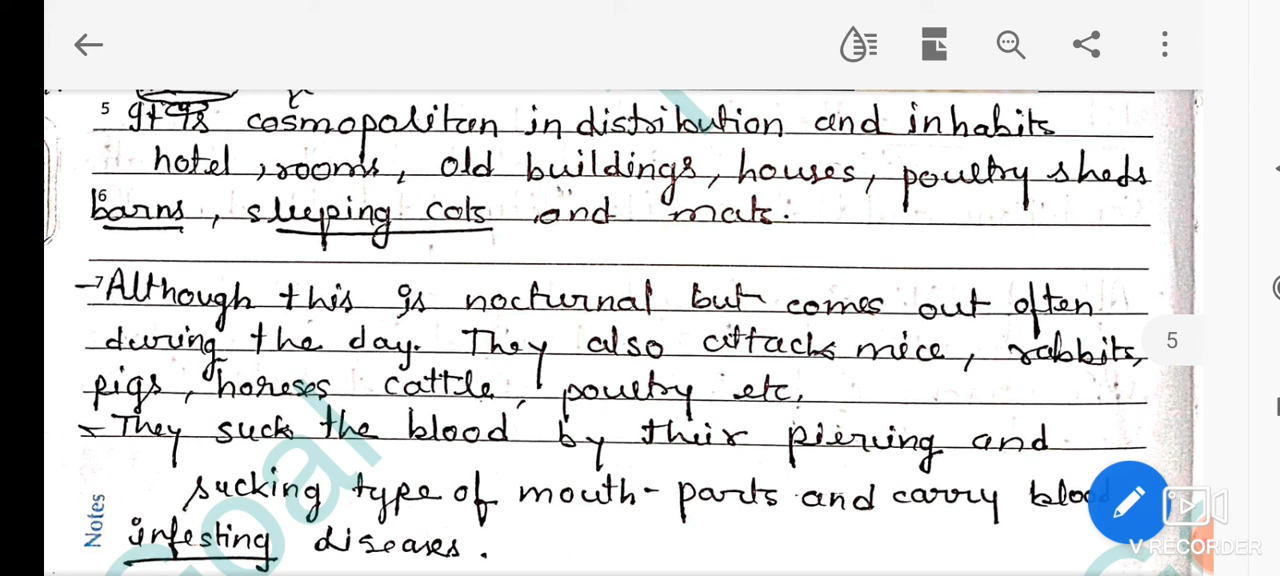 5 It is cosmopolitan in distribution and inhabits
hotel, rooms, old buildings, houses, poultry sheds
16 barns, sleeping cots and mats.
→ Although this is nocturnal but comes out often
during the day. They also attacks mice, rabbits,
5
pigs, horeses cattle, poultry etc.
They suck the blood by their piercing and
sucking type of mouth-parts and carry blood
infesting diseases.
Notes
Goal
V RECORDER